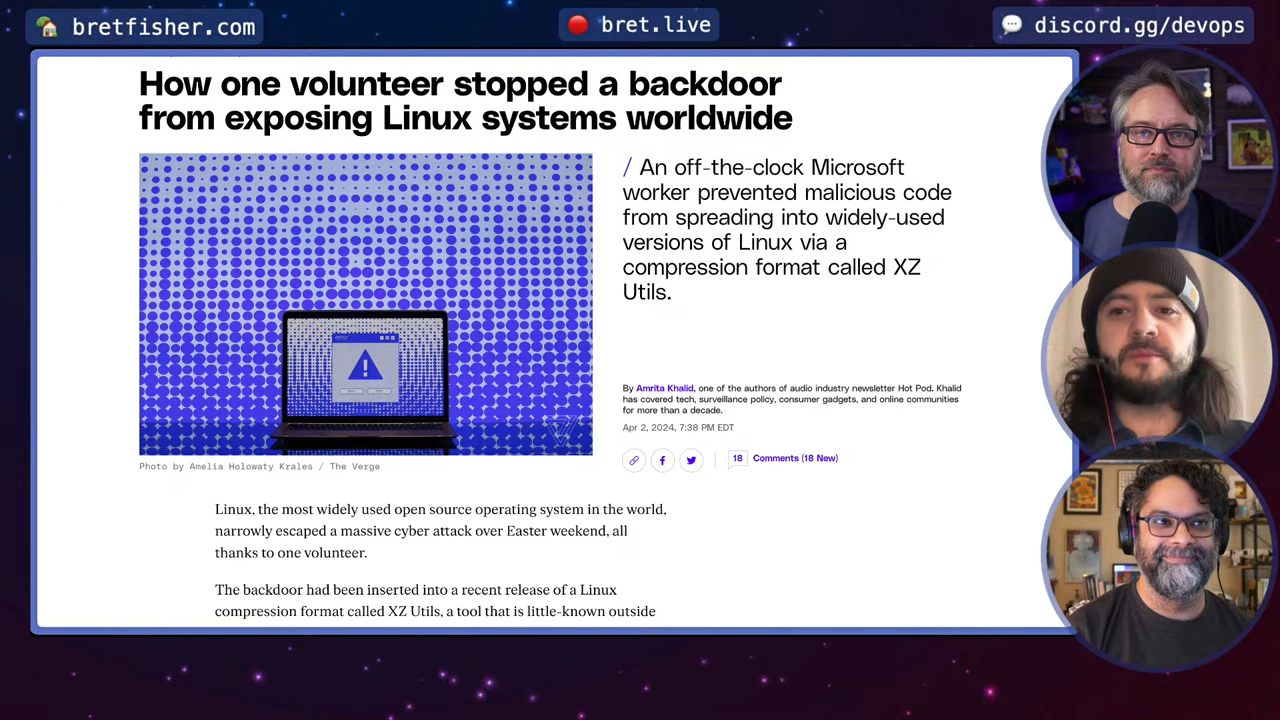 bretfisher.com
bret.live
discord.gg/devops
How one volunteer stopped a backdoor
from exposing Linux systems worldwide
/ An off-the-clock Microsoft
worker prevented malicious code
from spreading into widely-used
versions of Linux via a
compression format called XZ
Utils.
By Amrita Khalid, one of the authors of audio industry newsletter Hot Pod. Khalid
has covered tech, surveillance policy, consumer gadgets, and online communities
for more than a decade.
Apr 2, 2024, 7:38 PM EDT
18 Comments (18 New)
Photo by Amelia Holowaty Krales / The Verge
Linux, the most widely used open source operating system in the world,
narrowly escaped a massive cyber attack over Easter weekend, all
thanks to one volunteer.
The backdoor had been inserted into a recent release of a Linux
compression format called XZ Utils, a tool that is little-known outside